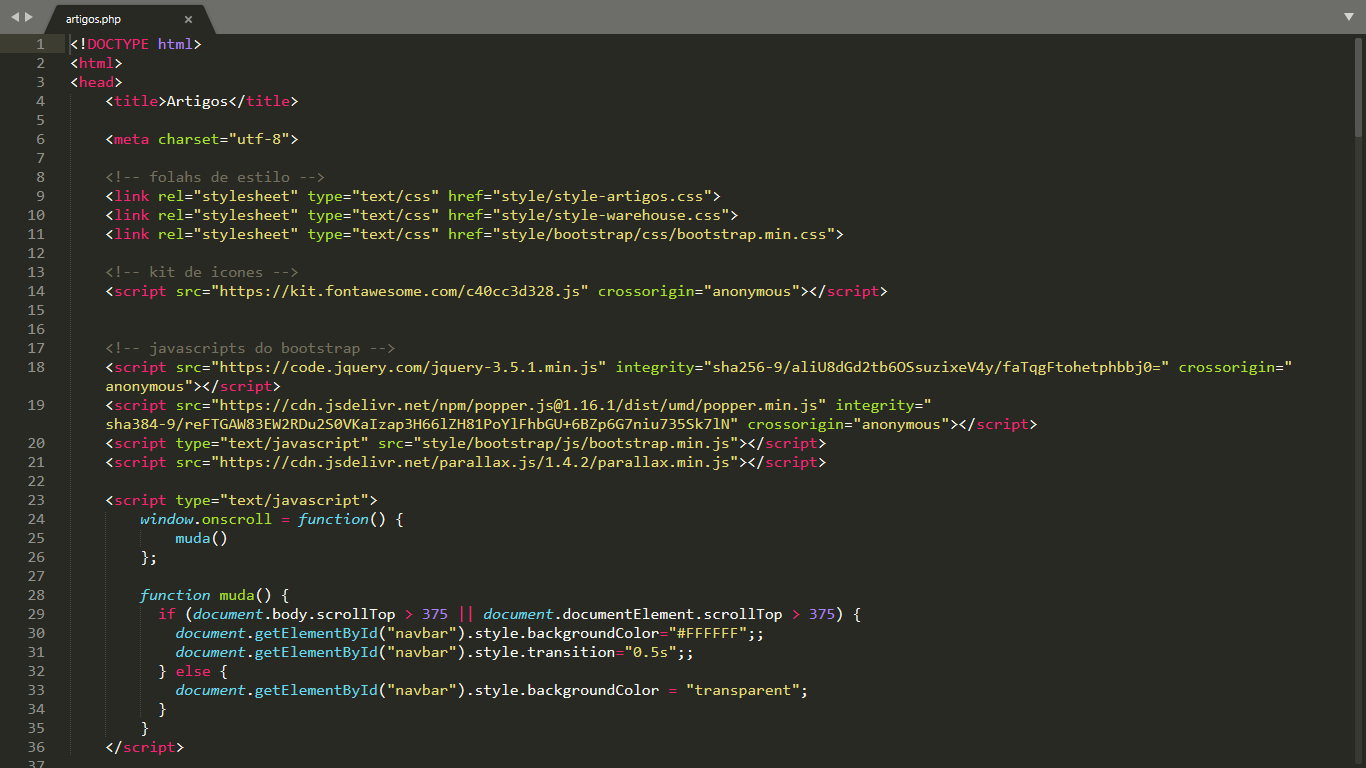 artigos.php
1 <!DOCTYPE html>
2 <html>
3 <head>
4 <title>Artigos</title>
5
6 <meta charset="utf-8">
7
8 <!-- folahs de estilo -->
9 <link rel="stylesheet" type="text/css" href="style/style-artigos.css">
10 <link rel="stylesheet" type="text/css" href="style/style-warehouse.css">
11 <link rel="stylesheet" type="text/css" href="style/bootstrap/css/bootstrap.min.css">
12
13 <!-- kit de icones -->
14 <script src="https://kit.fontawesome.com/c40cc3d328.js" crossorigin="anonymous"></script>
15
16
17 <!-- javascripts do bootstrap -->
18 <script src="https://code.jquery.com/jquery-3.5.1.min.js" integrity="sha256-9/aliU8dGd2tb6OSsuzixeV4y/faTqgFtohetphbbj0=" crossorigin="
anonymous"></script>
19 <script src="https://cdn.jsdelivr.net/npm/popper.js@1.16.1/dist/umd/popper.min.js" integrity="
sha384-9/reFTGAW83EW2RDu2S0VKaIzap3H66lZH81PoYlFhbGU+6BZp6G7niu735Sk7lN" crossorigin="anonymous"></script>
20 <script type="text/javascript" src="style/bootstrap/js/bootstrap.min.js"></script>
21 <script src="https://cdn.jsdelivr.net/parallax.js/1.4.2/parallax.min.js"></script>
22
23 <script type="text/javascript">
24 window.onscroll = function() {
25 muda()
26 };
27
28 function muda() {
29 if (document.body.scrollTop > 375 || document.documentElement.scrollTop > 375) {
30 document.getElementById("navbar").style.backgroundColor="#FFFFFF";;
31 document.getElementById("navbar").style.transition="0.5s";;
32 } else {
33 document.getElementById("navbar").style.backgroundColor = "transparent";
34 }
35 }
36 </script>
37